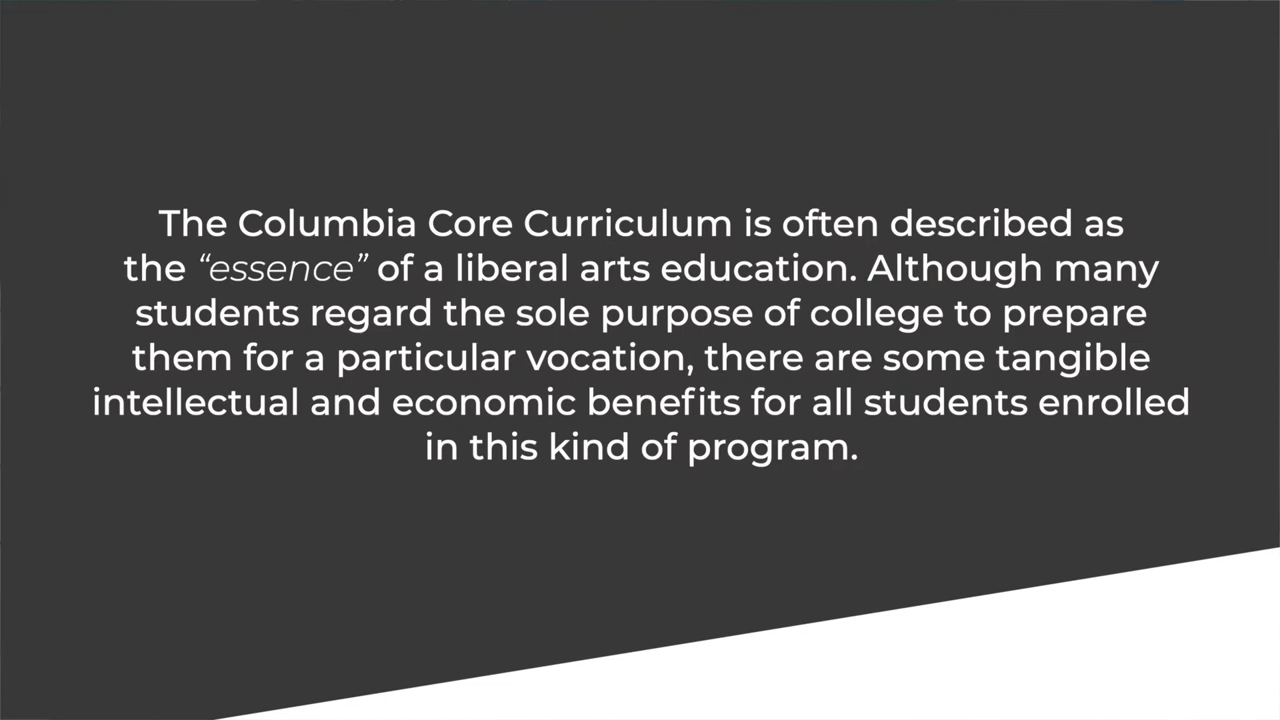 The Columbia Core Curriculum is often described as
the “essence” of a liberal arts education. Although many
students regard the sole purpose of college to prepare
them for a particular vocation, there are some tangible
intellectual and economic benefits for all students enrolled
in this kind of program.